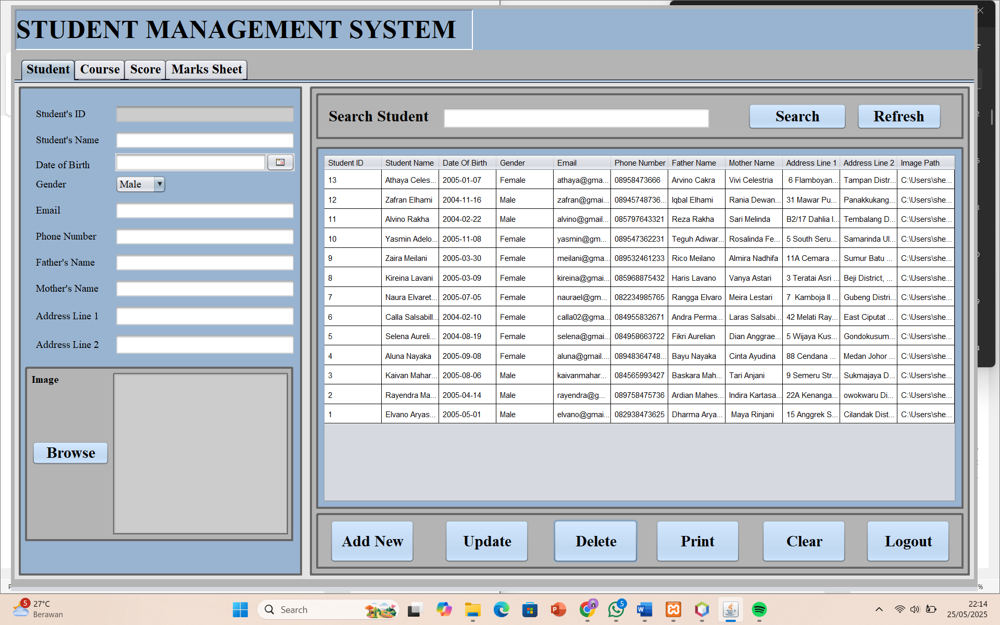 STUDENT MANAGEMENT SYSTEM
Student Course Score Marks Sheet
Student's ID
Student's Name
Date of Birth
Gender Male
Email
Phone Number
Father's Name
Mother's Name
Address Line 1
Address Line 2
Image
Browse
Search Student Search Refresh
Student ID Student Name Date Of Birth Gender Email Phone Number Father Name Mother Name Address Line 1 Address Line 2 Image Path
13 Athaya Celes... 2005-01-07 Female athaya@gma... 08958473666 Arvino Cakra Vivi Celestria 6 Flamboyan... Tampan Distr... C:\Users\she...
12 Zafran Elhami 2004-11-16 Male zafran@gmai... 08945748736... Iqbal Elhami Rania Dewan... 31 Mawar Pu... Panakkukang... C:\Users\she...
11 Alvino Rakha 2004-02-22 Male alvino@gmail... 085797643321 Reza Rakha Sari Melinda B2/17 Dahlia I... Tembalang D... C:\Users\she...
10 Yasmin Adelo... 2005-11-08 Female yasmin@gm... 089547362231 Teguh Adiwar... Rosalinda Fe... 5 South Seru... Samarinda Ul... C:\Users\she...
9 Zaira Meilani 2005-03-30 Female meilani@gma... 089532461233 Rico Meilano Almira Nadhifa 11A Cemara ... Sumur Batu ... C:\Users\she...
8 Kireina Lavani 2005-03-09 Female kireina@gmai... 085968875432 Haris Lavano Vanya Astari 3 Teratai Asri ... Beji District, ... C:\Users\she...
7 Naura Elvaret... 2005-07-05 Female naurael@gm... 082234985765 Rangga Elvaro Meira Lestari 7 Kamboja II ... Gubeng Distri... C:\Users\she...
6 Calla Salsabill... 2004-02-10 Female calla02@gma... 084955832671 Andra Perma... Laras Salsabi... 42 Melati Ray... East Ciputat ... C:\Users\she...
5 Selena Aureli... 2004-08-19 Female selena@gmai... 084958663722 Fikri Aurelian Dian Anggrae... 5 Wijaya Kus... Gondokusum... C:\Users\she...
4 Aluna Nayaka 2005-09-08 Female aluna@gmail.... 08948364748... Bayu Nayaka Cinta Ayudina 88 Cendana ... Medan Johor ... C:\Users\she...
3 Kaivan Mahar... 2005-08-06 Male kaivanmahar... 084565993427 Baskara Mah... Tari Anjani 9 Semeru Str... Sukmajaya D... C:\Users\she...
2 Rayendra Ma... 2005-04-14 Male rayendra@g... 089758475736 Ardian Mahes... Indira Kartasa... 22A Kenanga... owokwaru Di... C:\Users\she...
1 Elvano Aryas... 2005-05-01 Male elvano@gmai... 082938473625 Dharma Arya... Maya Rinjani 15 Anggrek S... Cilandak Dist... C:\Users\she...
Add New Update Delete Print Clear Logout
5 27°C
Berawan
Search
5
22:14
25/05/2025